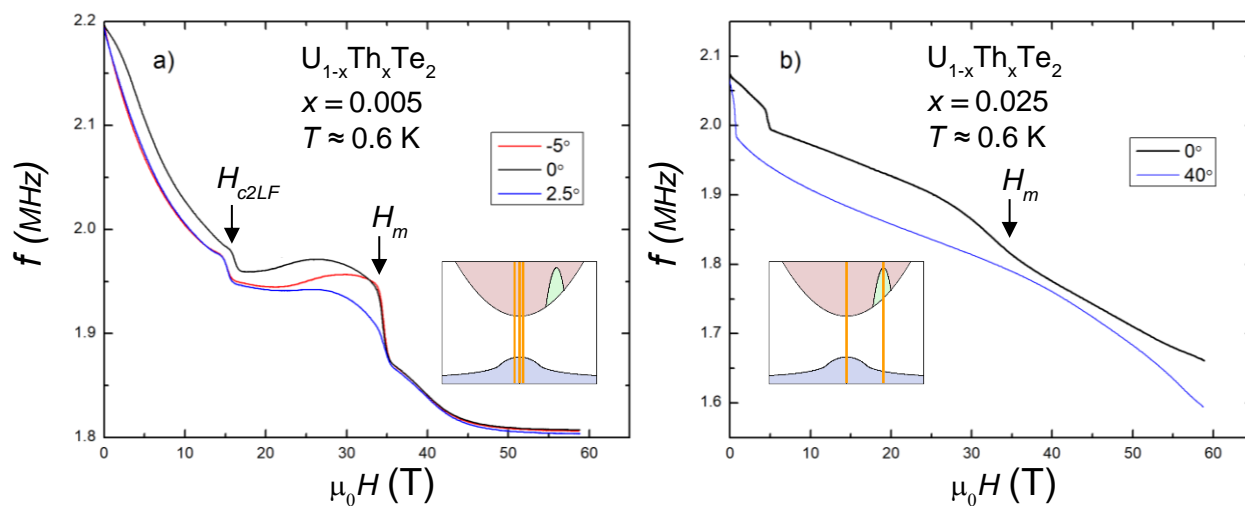 a)
U₁₋ₓThₓTe₂
x = 0.005
T ≈ 0.6 K
-5°
0°
2.5°
H_c2LF
H_m
2.2
2.1
2.0
1.9
1.8
f (MHz)
0 10 20 30 40 50 60
μ₀H (T)
b)
U₁₋ₓThₓTe₂
x = 0.025
T ≈ 0.6 K
0°
40°
H_m
2.1
2.0
1.9
1.8
1.7
1.6
f (MHz)
0 10 20 30 40 50 60
μ₀H (T)